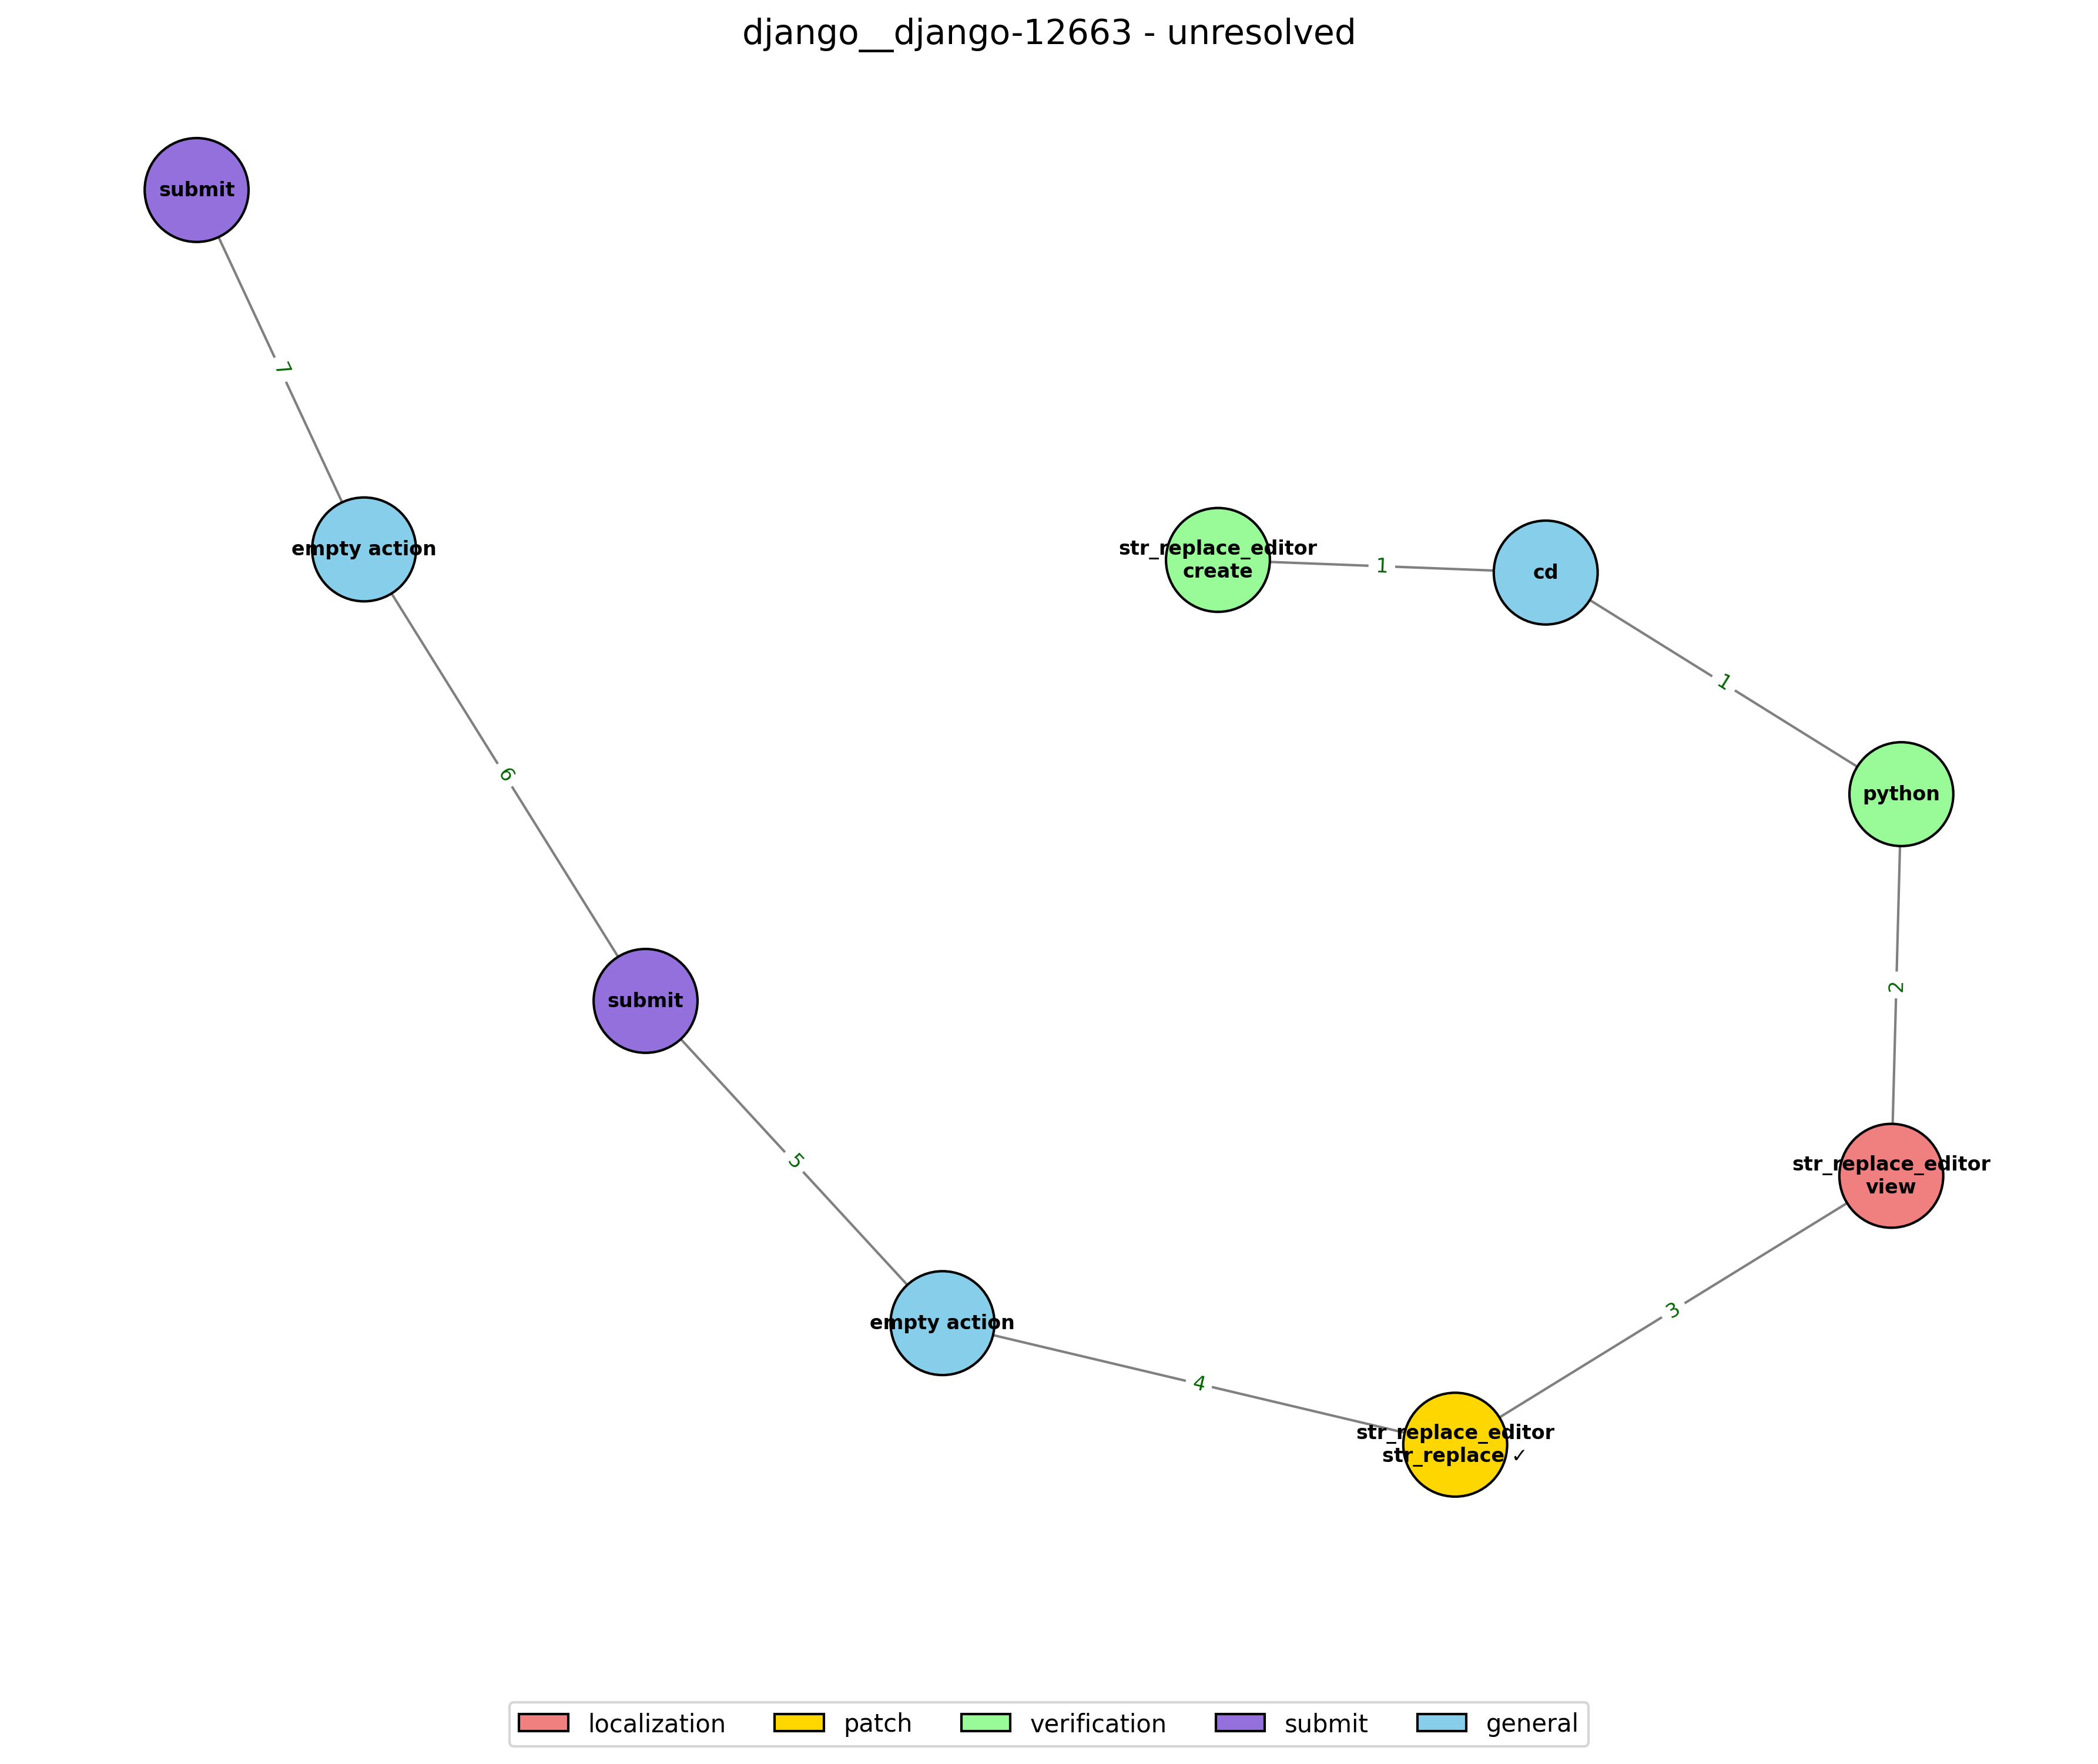 django__django-12663 - unresolved
submit
7
empty action
str_replace_editor
create
1
cd
1
6
python
submit
2
5
str_replace_editor
view
3
empty action
4
str_replace_editor
str_replace ✓
localization
patch
verification
submit
general